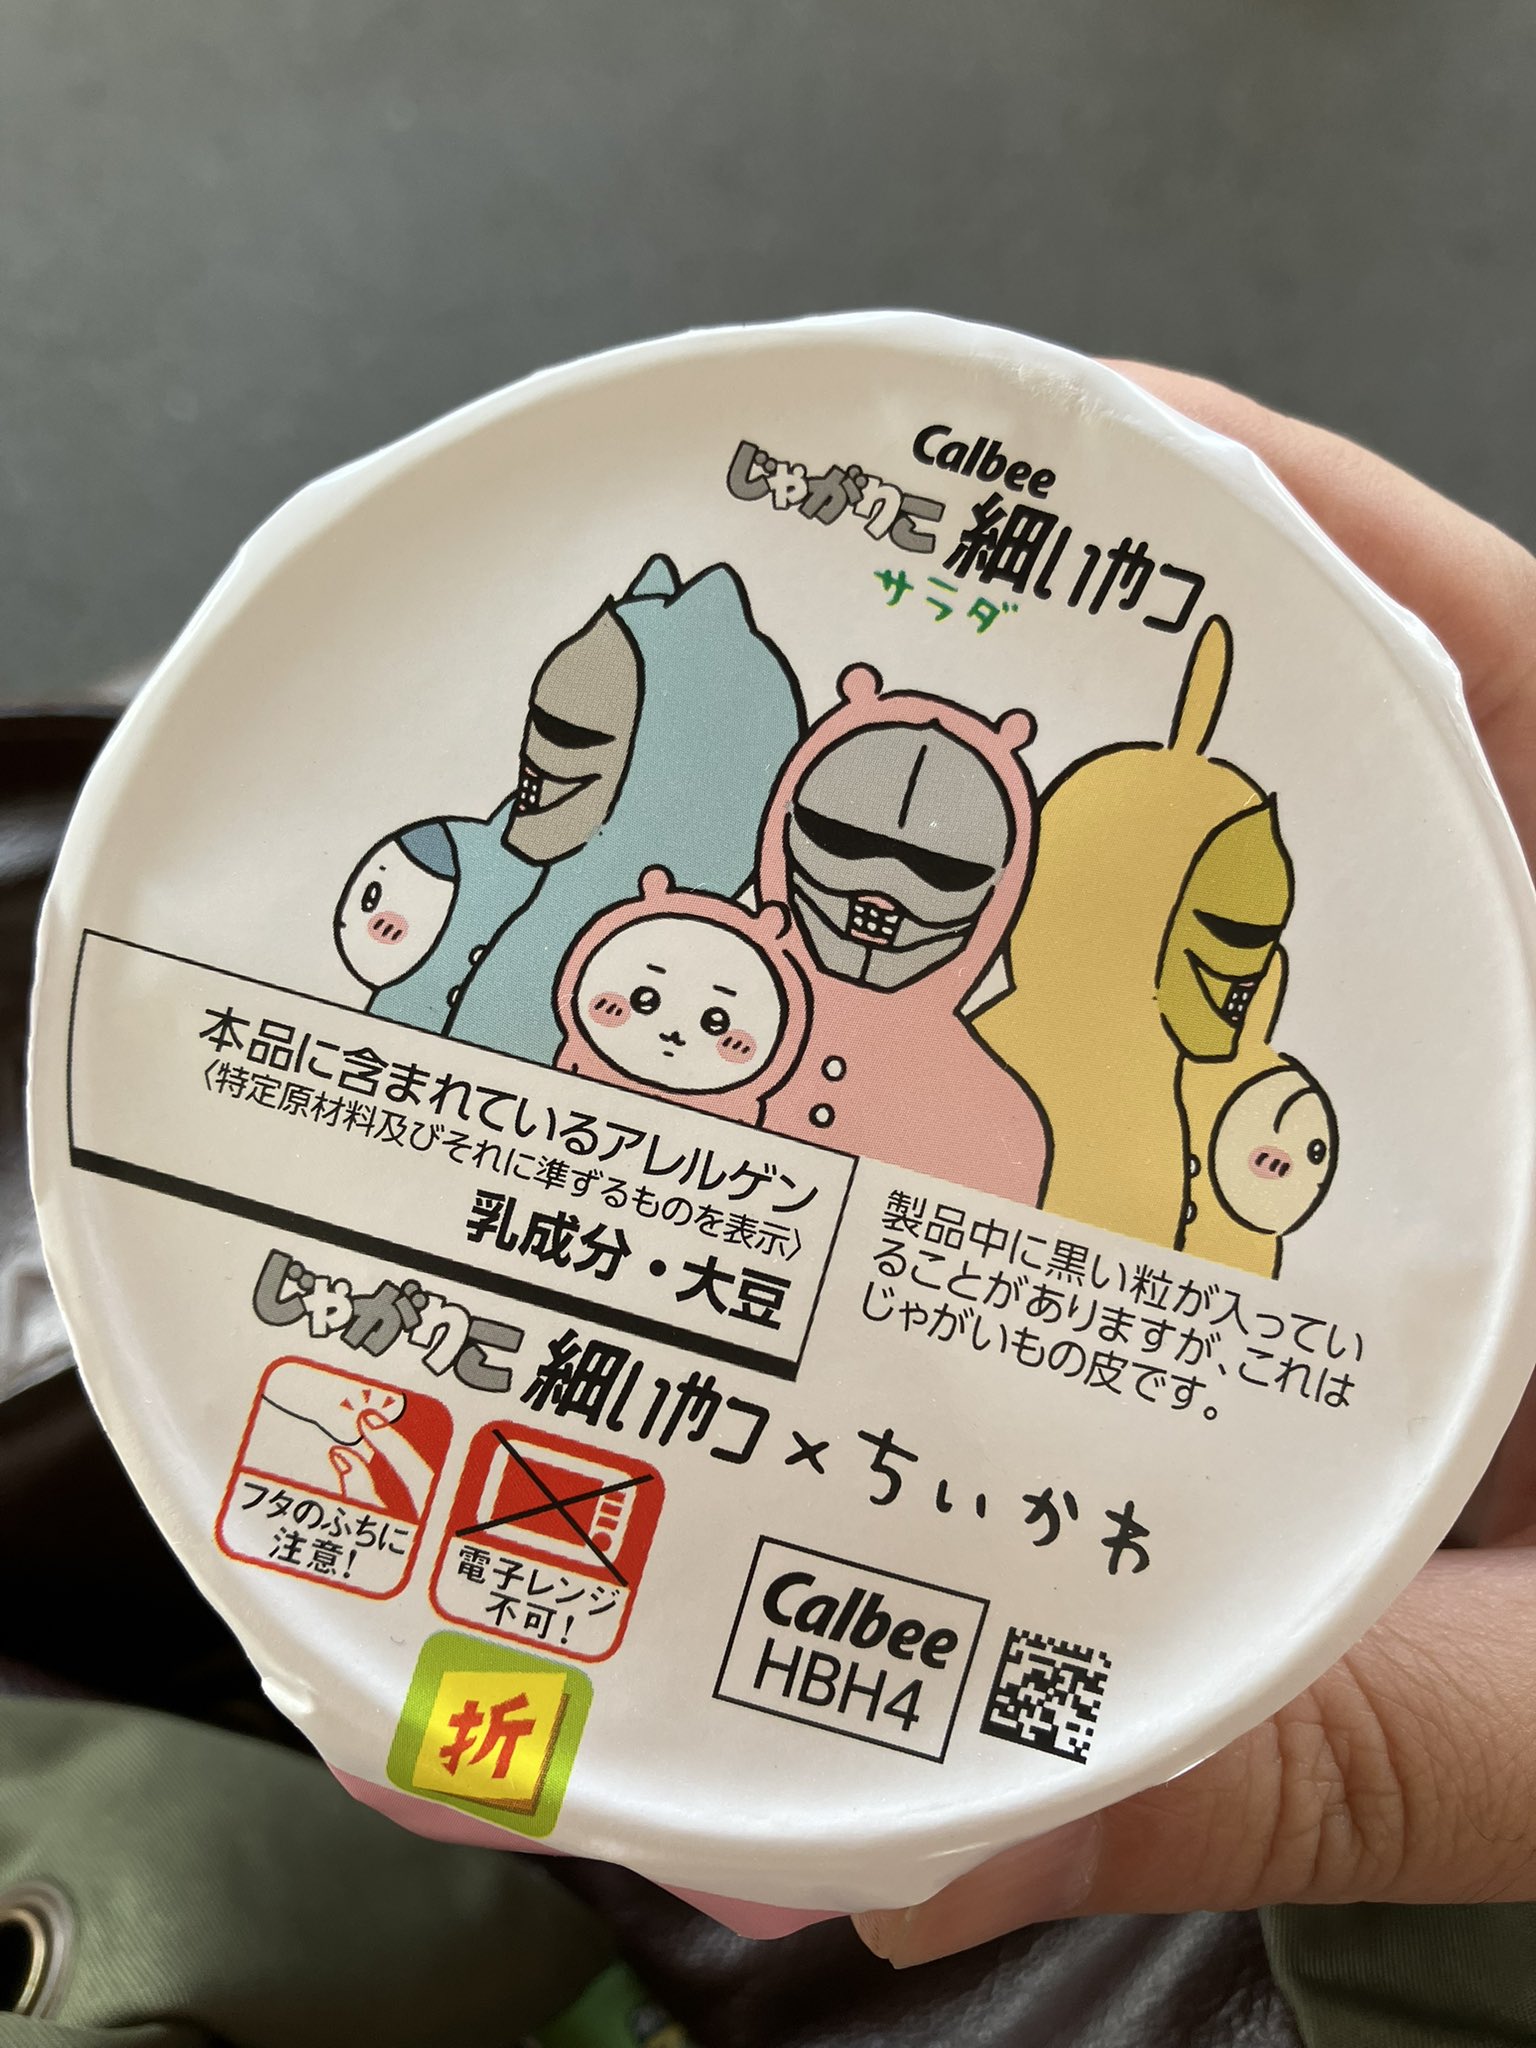 Calbee
じゃがりこ 細いやつ
サラダ
本品に含まれているアレルゲン
〈特定原材料及びそれに準ずるものを表示〉
乳成分・大豆
製品中に黒い粒が入ってい
ることがありますが、これは
じゃがいもの皮です。
じゃがりこ 細いやつ×ちいかわ
フタのふちに
注意!
電子レンジ
不可!
折
Calbee
HBH4